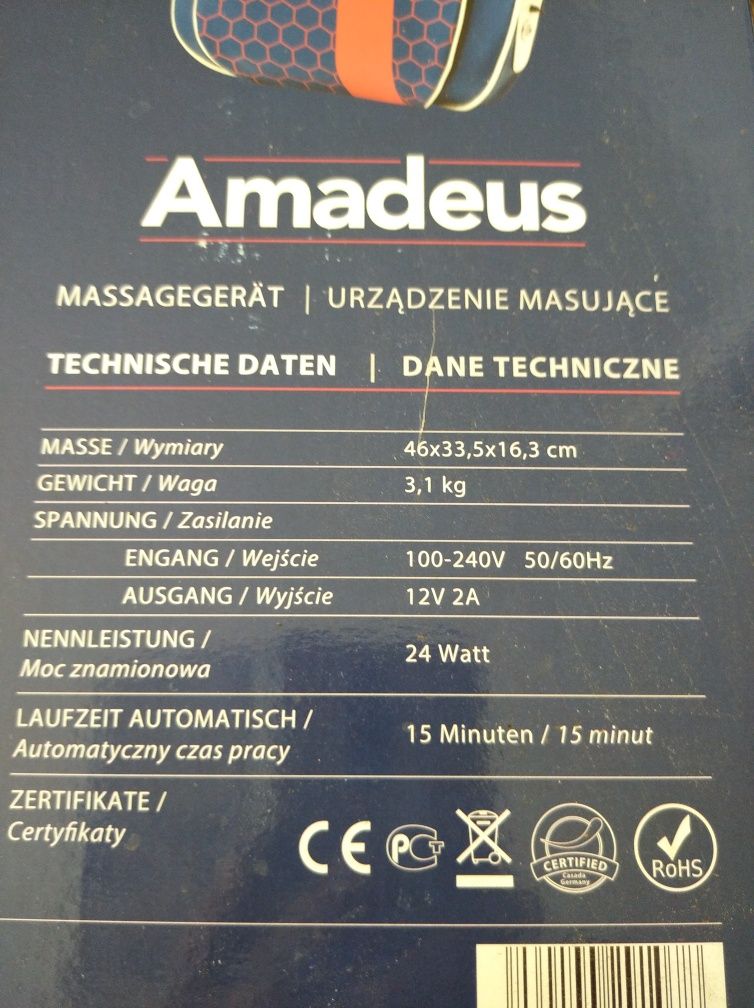 Amadeus
MASSAGEGERÄT | URZĄDZENIE MASUJĄCE
TECHNISCHE DATEN | DANE TECHNICZNE
MASSE / Wymiary 46x33,5x16,3 cm
GEWICHT / Waga 3,1 kg
SPANNUNG / Zasilanie
ENGANG / Wejście 100-240V 50/60Hz
AUSGANG / Wyjście 12V 2A
NENNLEISTUNG /
Moc znamionowa 24 Watt
LAUFZEIT AUTOMATISCH /
Automatyczny czas pracy 15 Minuten / 15 minut
ZERTIFIKATE /
Certyfikaty
CE PCT CERTIFIED Casada Germany RoHS